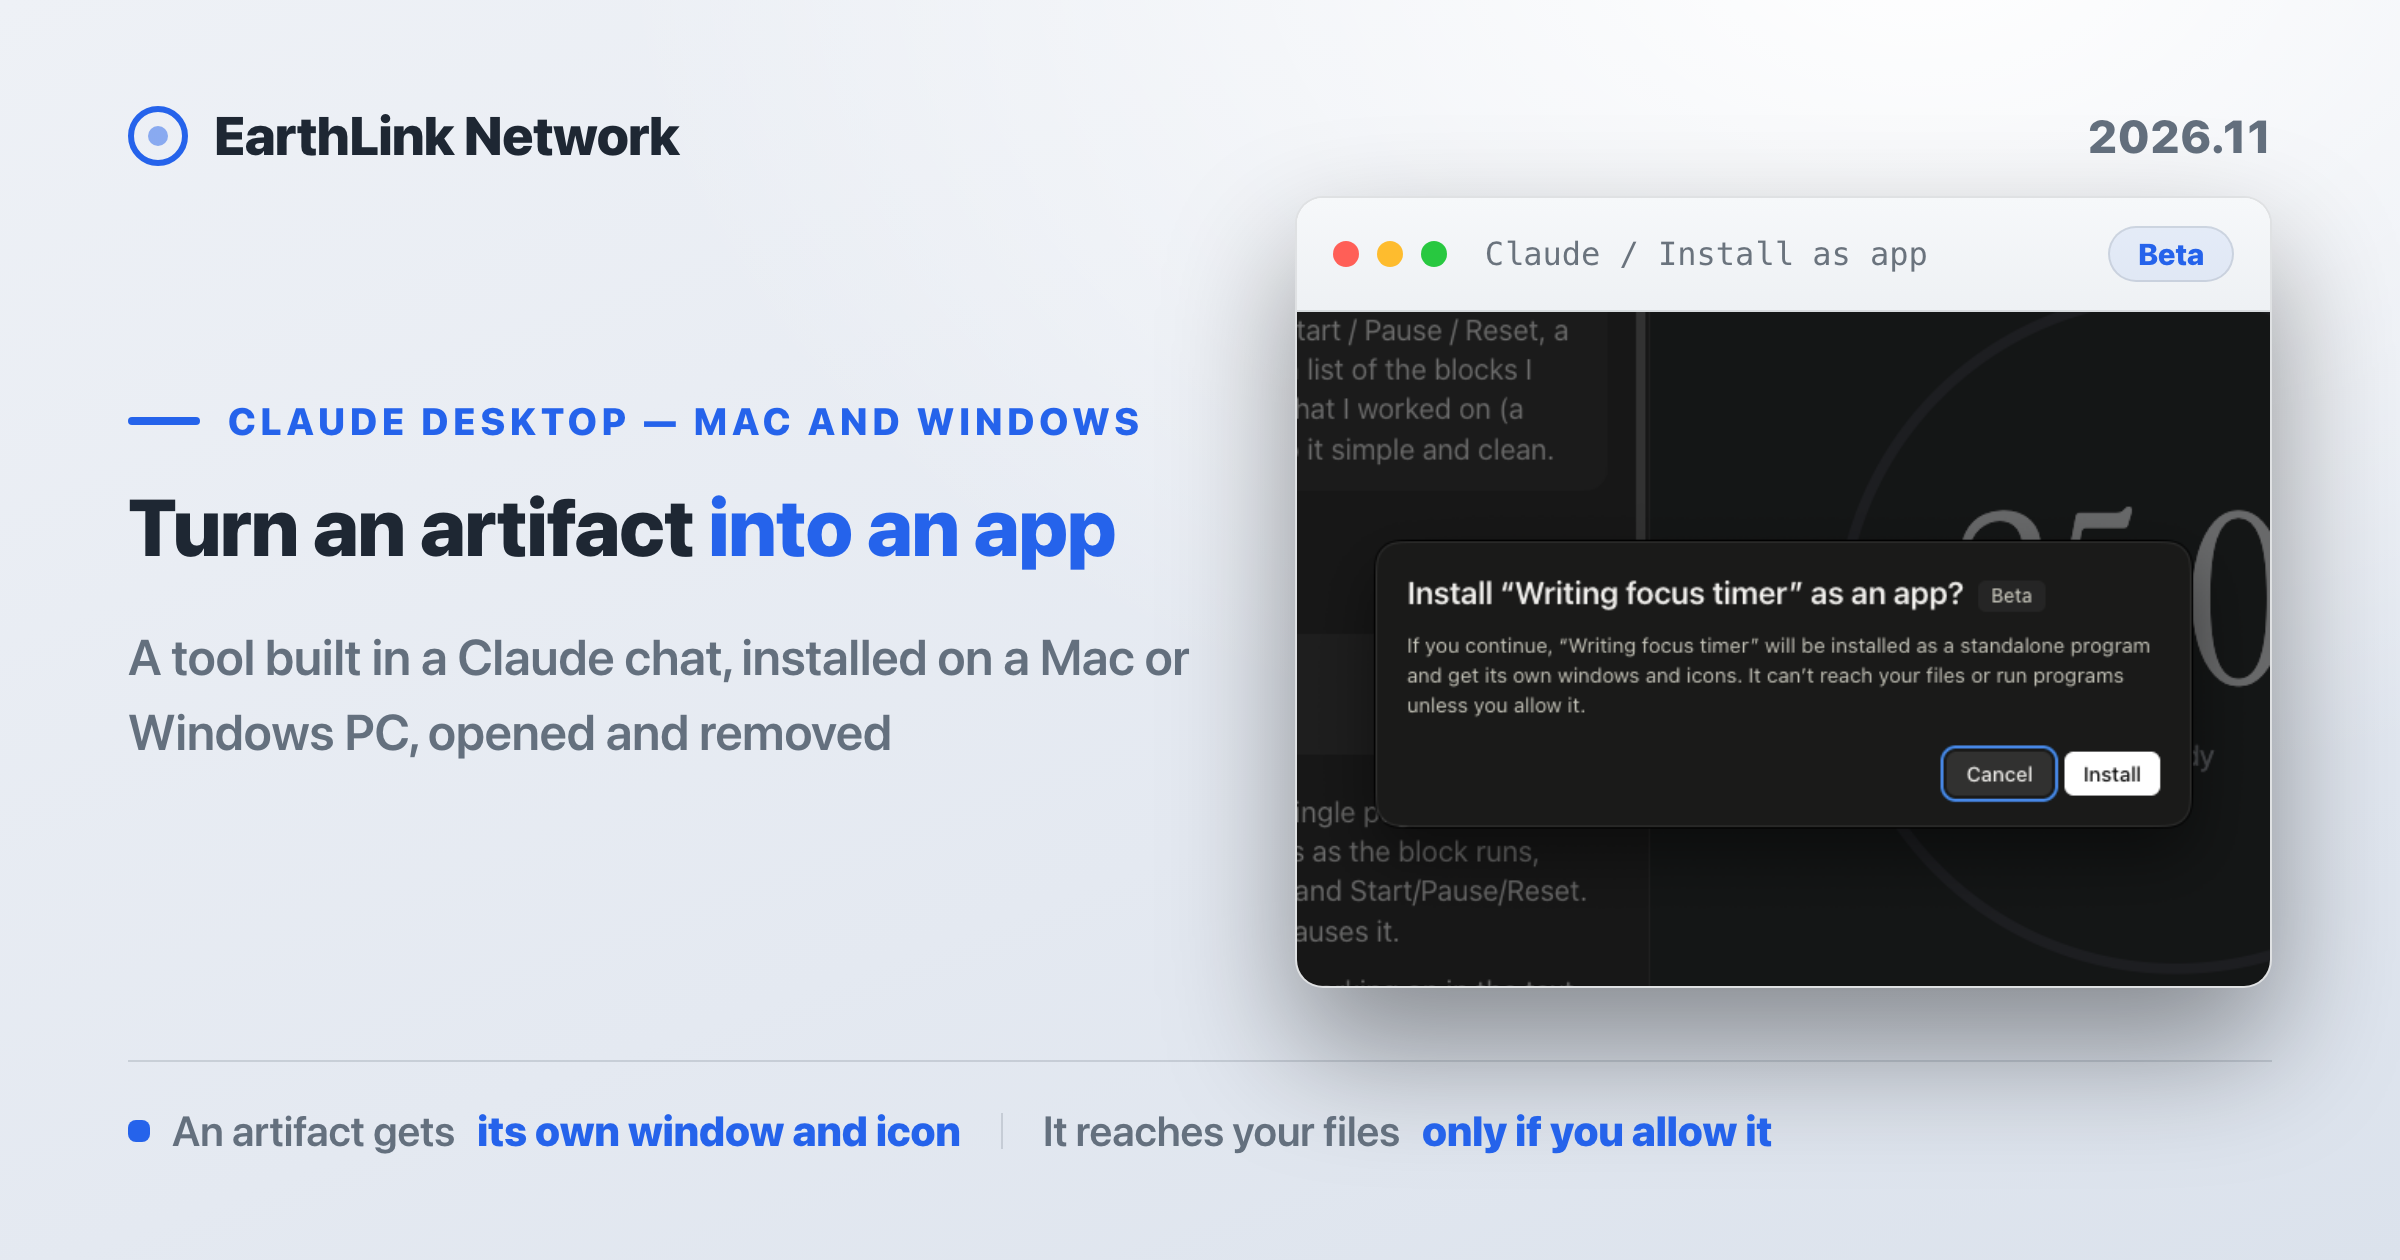 EarthLink Network
2026.11
CLAUDE DESKTOP — MAC AND WINDOWS
Turn an artifact into an app
A tool built in a Claude chat, installed on a Mac or
Windows PC, opened and removed
Claude / Install as app
Beta
tart / Pause / Reset, a
list of the blocks I
hat I worked on (a
it simple and clean.
Install “Writing focus timer” as an app? Beta
If you continue, “Writing focus timer” will be installed as a standalone program
and get its own windows and icons. It can’t reach your files or run programs
unless you allow it.
Cancel Install
ingle
as the block runs,
and Start/Pause/Reset.
auses it.
An artifact gets its own window and icon
It reaches your files only if you allow it